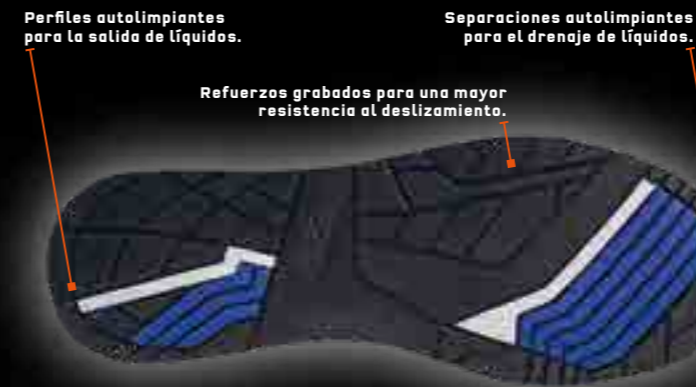 Perfiles autolimpiantes
para la salida de líquidos.
Separaciones autolimpiantes
para el drenaje de líquidos.
Refuerzos grabados para una mayor
resistencia al deslizamiento.